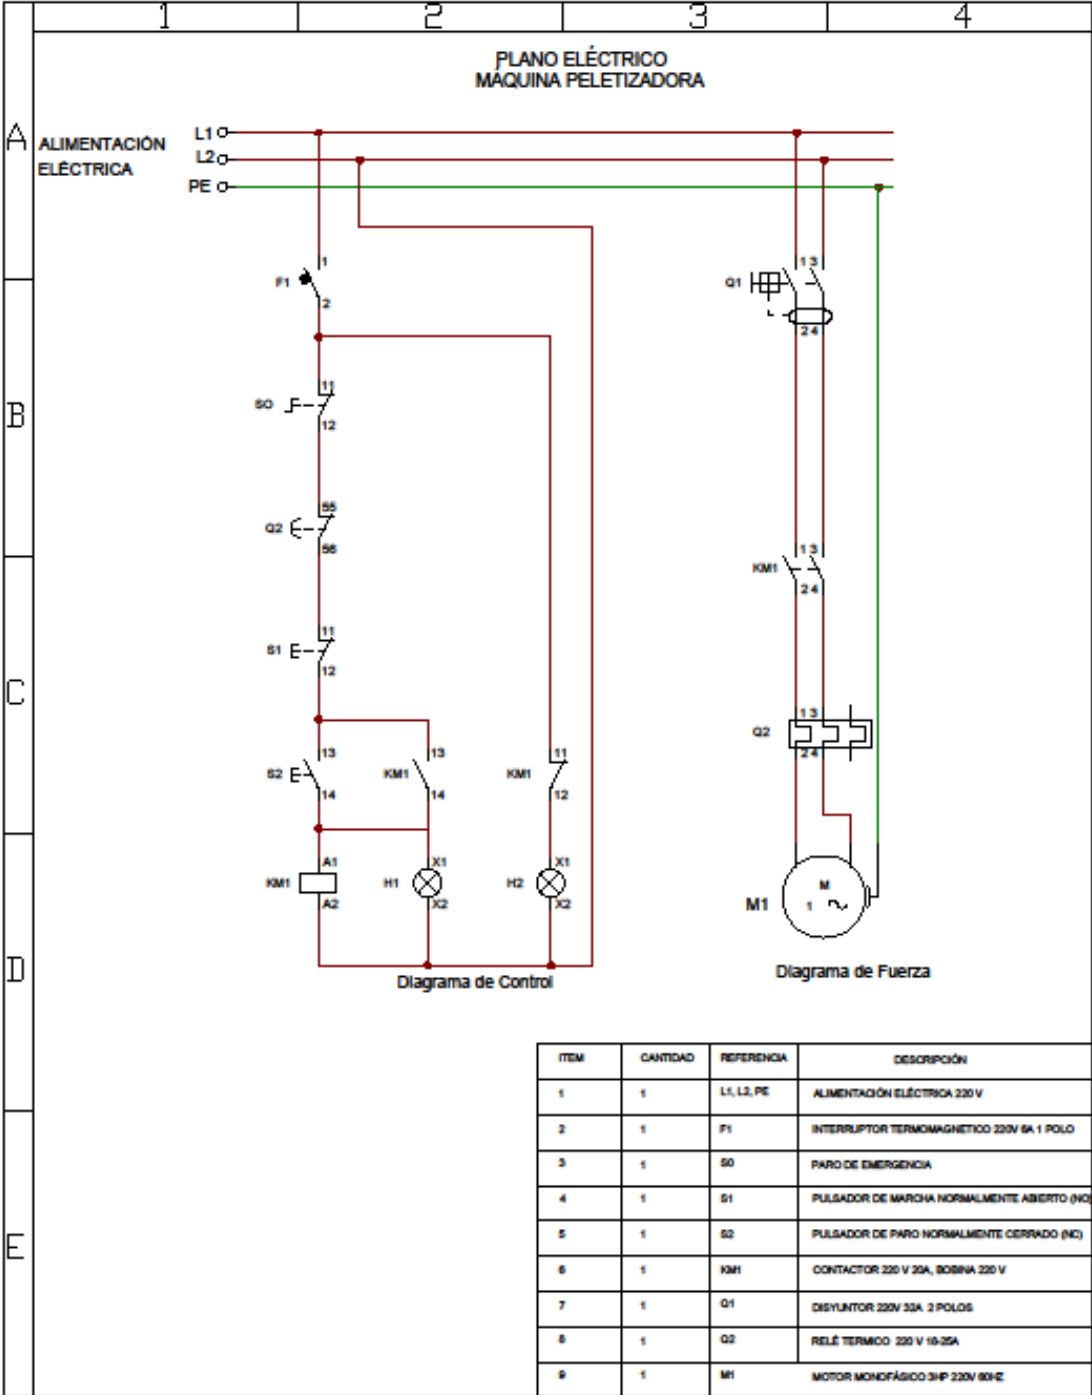 1 2 3 4
PLANO ELÉCTRICO
MÁQUINA PELETIZADORA
A
ALIMENTACIÓN
ELÉCTRICA
L1
L2
PE
F1
1
2
Q1
1 3
2 4
B
S0
11
12
Q2
55
56
KM1
1 3
2 4
C
S1
11
12
S2
13
14
KM1
13
14
KM1
11
12
Q2
1 3
2 4
KM1
A1
A2
H1
X1
X2
H2
X1
X2
M1
M
1
D
Diagrama de Control
Diagrama de Fuerza
E
ITEM CANTIDAD REFERENCIA DESCRIPCIÓN
1 1 L1, L2, PE ALIMENTACIÓN ELÉCTRICA 220 V
2 1 F1 INTERRUPTOR TERMOMAGNETICO 220V 6A 1 POLO
3 1 S0 PARO DE EMERGENCIA
4 1 S1 PULSADOR DE MARCHA NORMALMENTE ABIERTO (NO)
5 1 S2 PULSADOR DE PARO NORMALMENTE CERRADO (NC)
6 1 KM1 CONTACTOR 220 V 20A, BOBINA 220 V
7 1 Q1 DISYUNTOR 220V 32A 2 POLOS
8 1 Q2 RELÉ TERMICO 220 V 18-25A
9 1 M1 MOTOR MONOFÁSICO 3HP 220V 60HZ